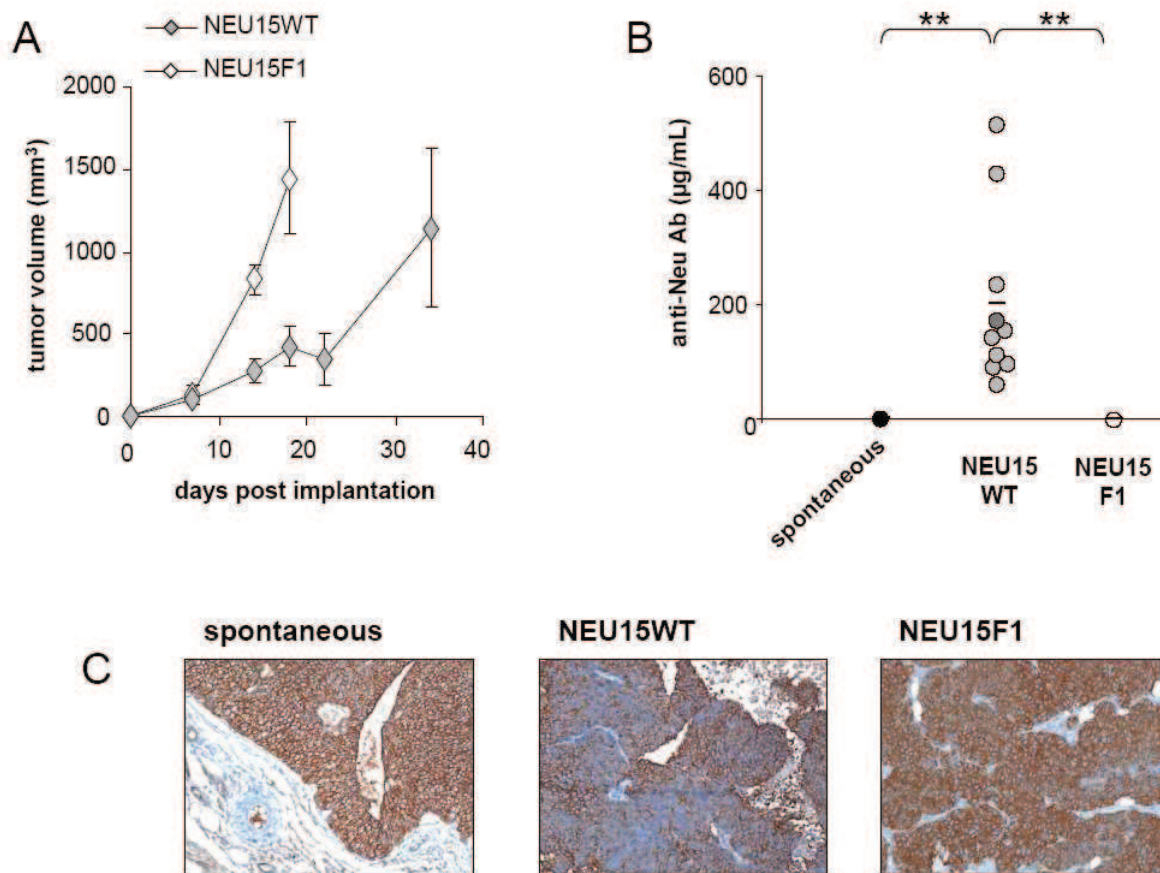 A
NEU15WT
NEU15F1
tumor volume (mm³)
2000
1500
1000
500
0
0 10 20 30 40
days post implantation
B
** **
anti-Neu Ab (µg/mL)
600
400
200
0
spontaneous
NEU15
WT
NEU15
F1
C
spontaneous
NEU15WT
NEU15F1